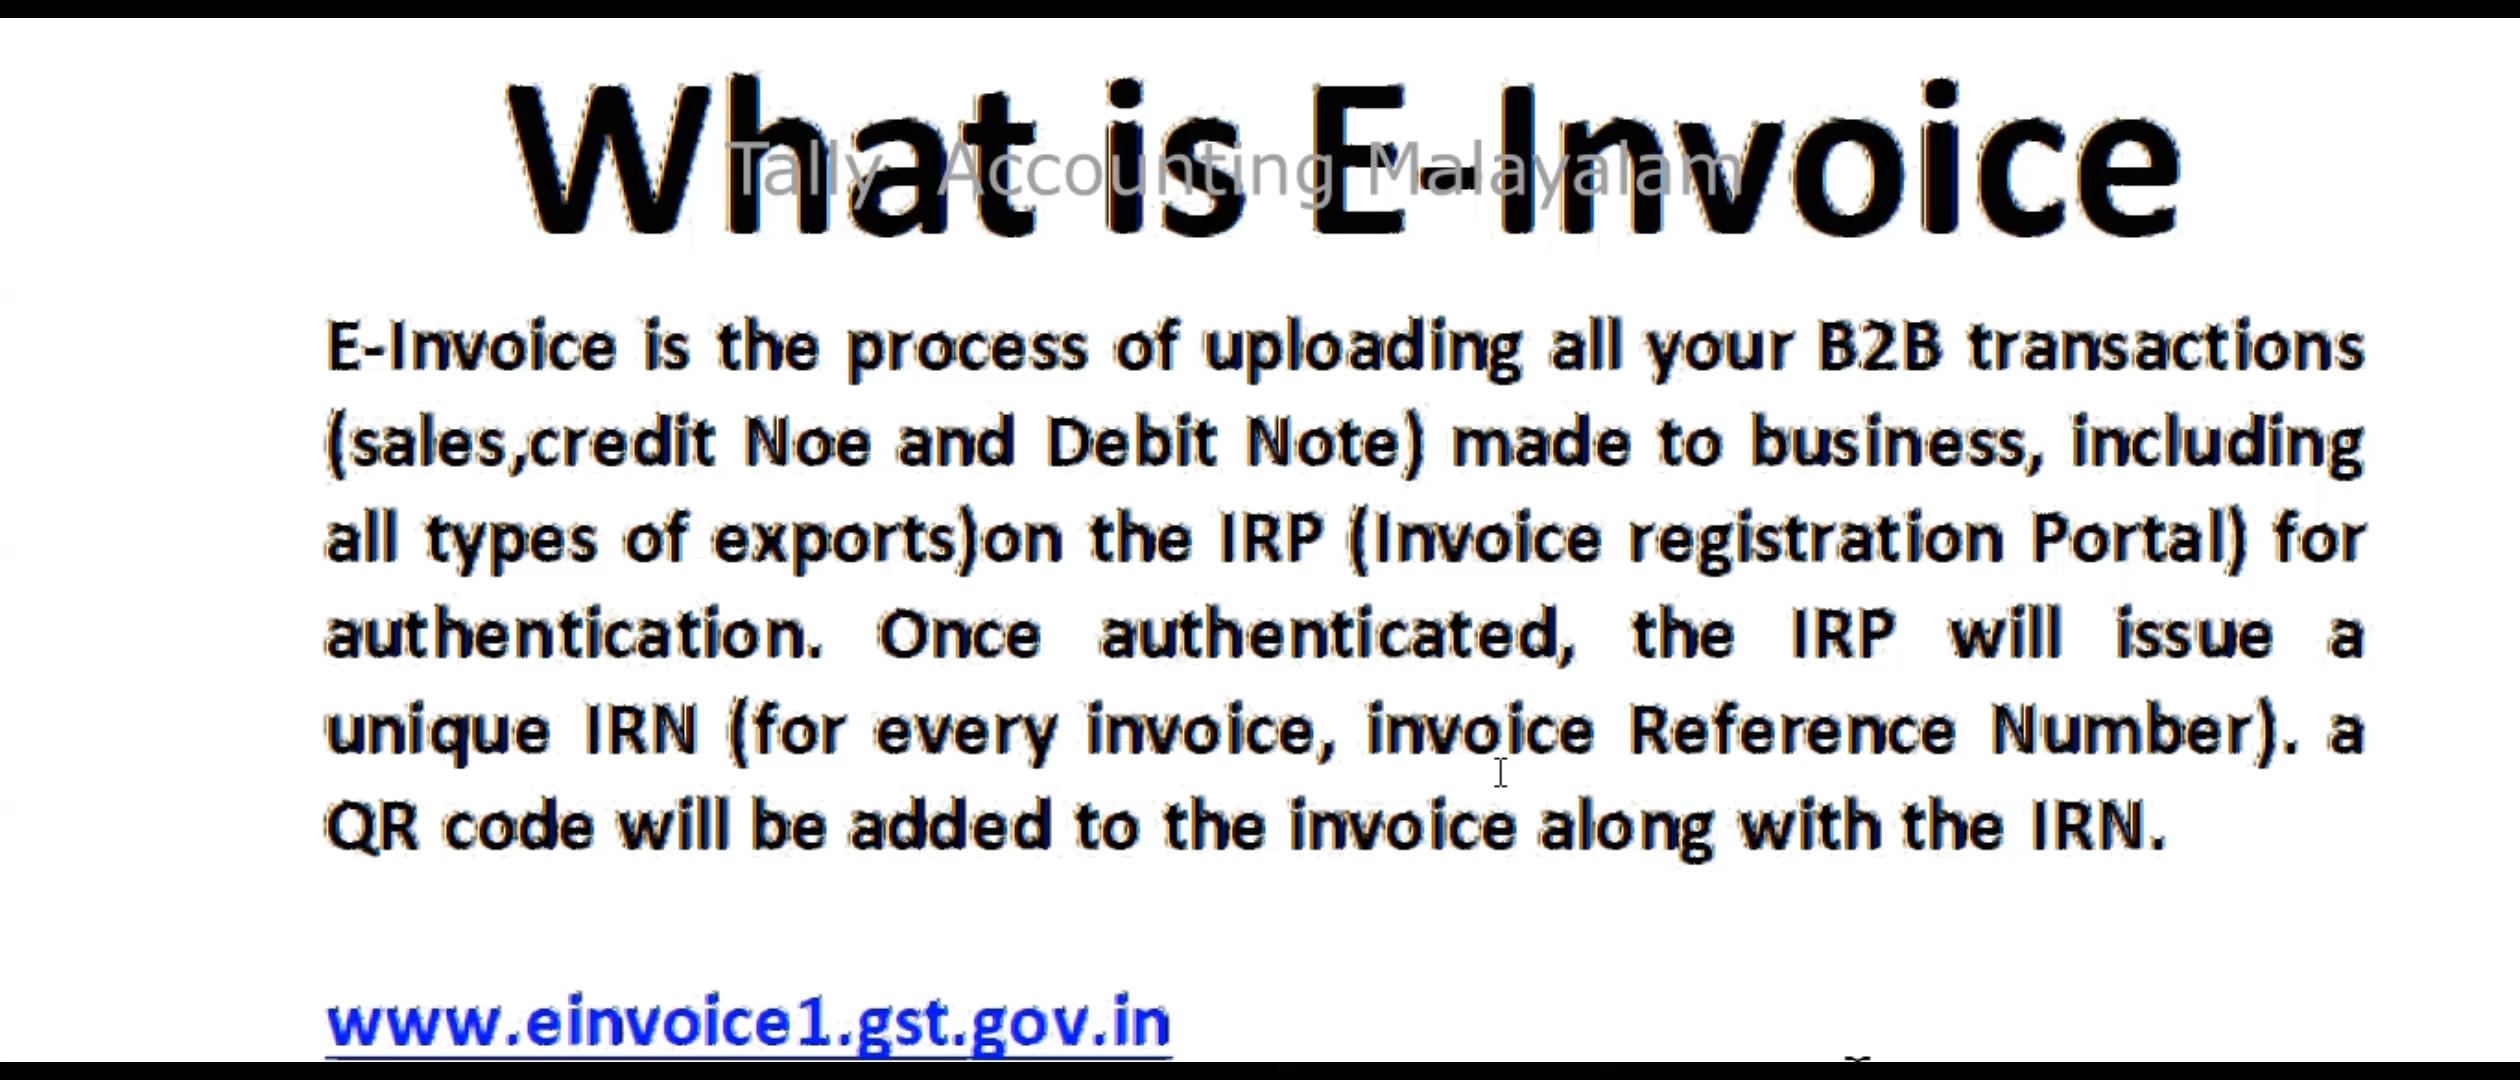 What is E-Invoice
Tally Accounting Malayalam
E-Invoice is the process of uploading all your B2B transactions
(sales,credit Noe and Debit Note) made to business, including
all types of exports)on the IRP (Invoice registration Portal) for
authentication. Once authenticated, the IRP will issue a
unique IRN (for every invoice, invoice Reference Number). a
QR code will be added to the invoice along with the IRN.
www.einvoice1.gst.gov.in